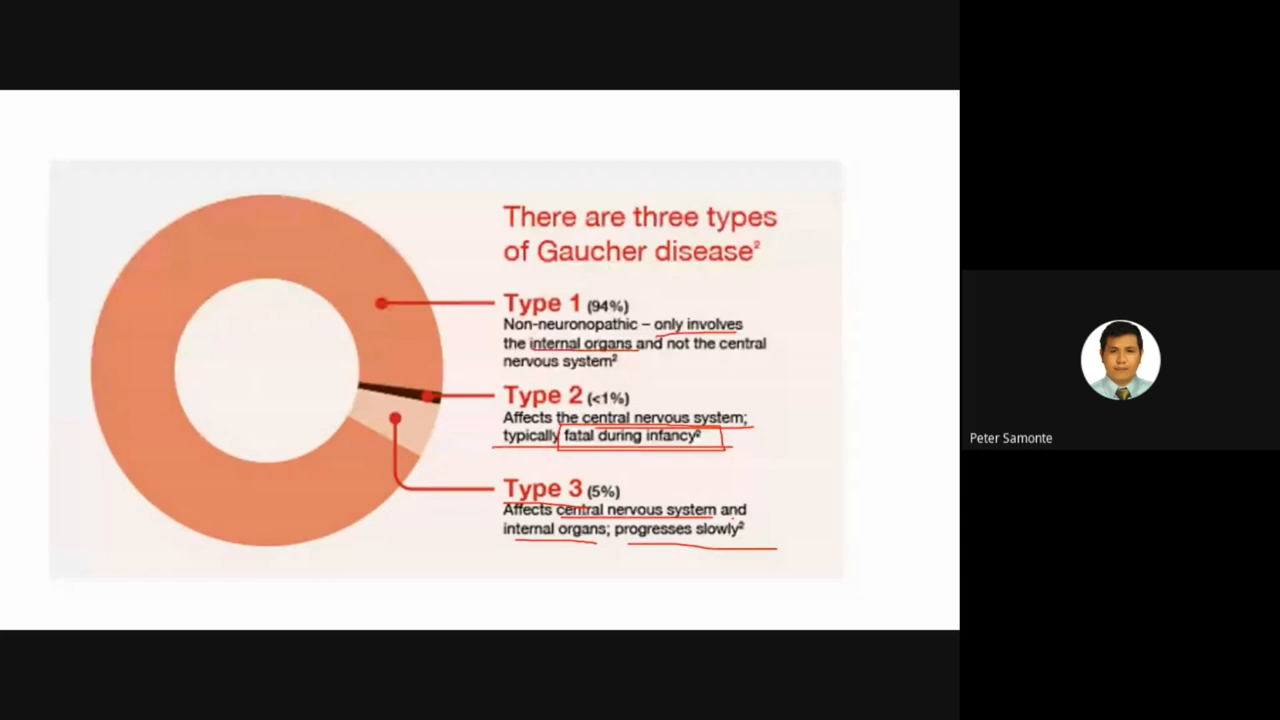 There are three types
of Gaucher disease²
Type 1 (94%)
Non-neuronopathic – only involves
the internal organs and not the central
nervous system²
Type 2 (<1%)
Affects the central nervous system;
typically fatal during infancy²
Type 3 (5%)
Affects central nervous system and
internal organs; progresses slowly²
Peter Samonte